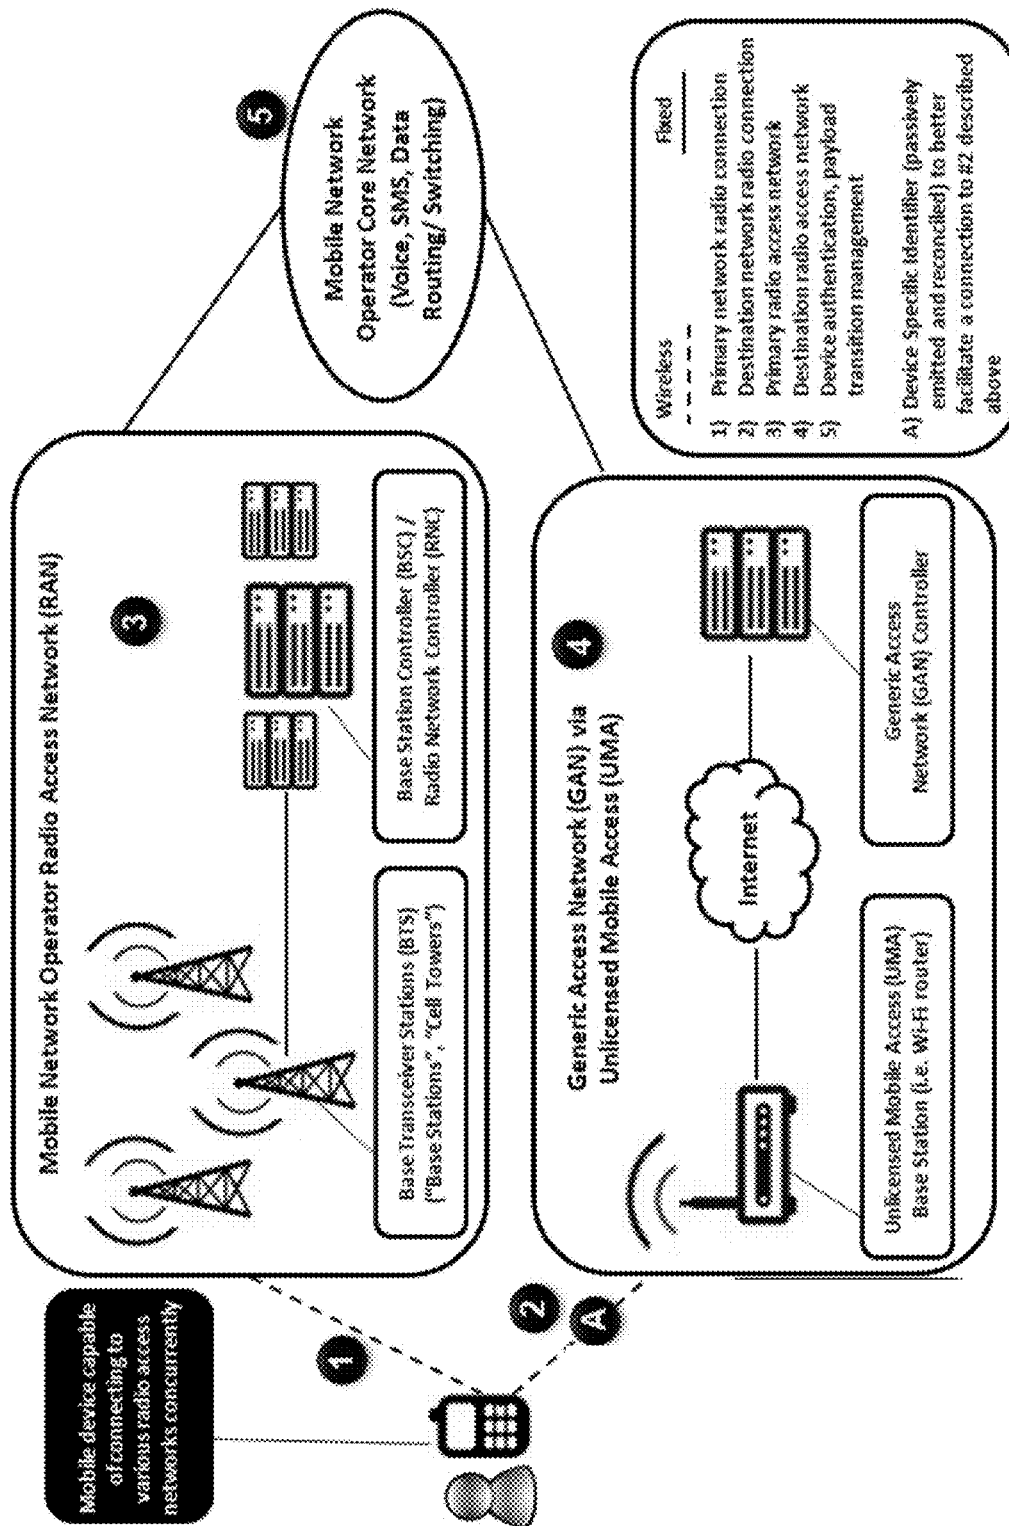 Mobile device capable
of connecting to
various radio access
networks concurrently
1
2
A
Mobile Network Operator Radio Access Network (RAN)
3
Base Transceiver Stations (BTS)
("Base Stations", "Cell Towers")
Base Station Controller (BSC) /
Radio Network Controller (RNC)
Generic Access Network (GAN) via
Unlicensed Mobile Access (UMA)
4
Internet
Unlicensed Mobile Access (UMA)
Base Station (i.e. Wi-Fi router)
Generic Access
Network (GAN) Controller
5
Mobile Network
Operator Core Network
(Voice, SMS, Data
Routing/ Switching)
Wireless Fixed
1) Primary network radio connection
2) Destination network radio connection
3) Primary radio access network
4) Destination radio access network
5) Device authentication, payload
transition management
A) Device Specific Identifier (passively
emitted and reconciled) to better
facilitate a connection to #2 described
above